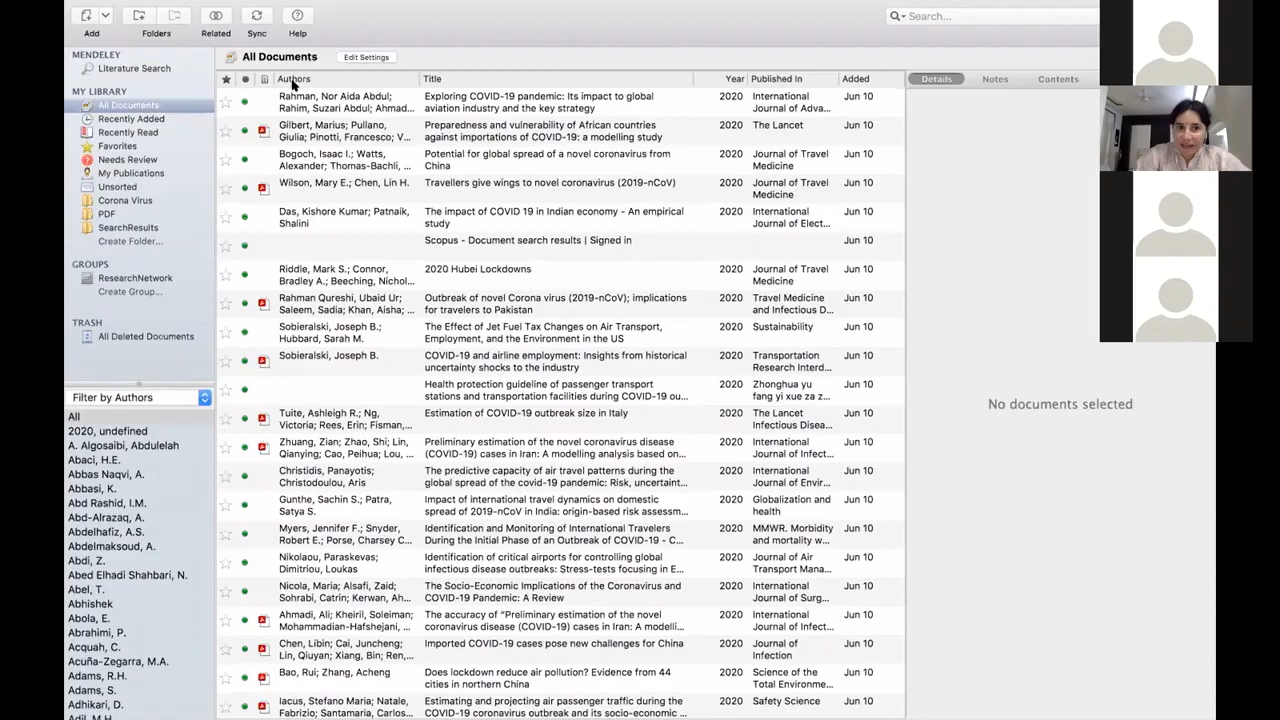 Add
Folders
Related
Sync
Help
Search...
MENDELEY
Literature Search
MY LIBRARY
All Documents
Recently Added
Recently Read
Favorites
Needs Review
My Publications
Unsorted
Corona Virus
PDF
SearchResults
Create Folder...
GROUPS
ResearchNetwork
Create Group...
TRASH
All Deleted Documents
Filter by Authors
All
2020, undefined
A. Algosaibi, Abdulelah
Abaci, H.E.
Abbas Naqvi, A.
Abbasi, K.
Abd Rashid, I.M.
Abd-Alrazaq, A.
Abdelhafiz, A.S.
Abdelmaksoud, A.
Abdi, Z.
Abed Elhadi Shahbari, N.
Abel, T.
Abhishek
Abola, E.
Abrahimi, P.
Acquah, C.
Acuña-Zegarra, M.A.
Adams, R.H.
Adams, S.
Adhikari, D.
Adil, M.H.
All Documents
Edit Settings
Authors Title Year Published In Added
Rahman, Nor Aida Abdul; Exploring COVID-19 pandemic: Its impact to global 2020 International Jun 10
Rahim, Suzari Abdul; Ahmad... aviation industry and the key strategy Journal of Adva...
Gilbert, Marius; Pullano, Preparedness and vulnerability of African countries 2020 The Lancet Jun 10
Giulia; Pinotti, Francesco; V... against importations of COVID-19: a modelling study
Bogoch, Isaac I.; Watts, Potential for global spread of a novel coronavirus from 2020 Journal of Travel Jun 10
Alexander; Thomas-Bachli, ... China Medicine
Wilson, Mary E.; Chen, Lin H. Travellers give wings to novel coronavirus (2019-nCoV) 2020 Journal of Travel Jun 10
Medicine
Das, Kishore Kumar; Patnaik, The impact of COVID 19 in Indian economy - An empirical 2020 International Jun 10
Shalini study Journal of Elect...
Scopus - Document search results | Signed in Jun 10
Riddle, Mark S.; Connor, 2020 Hubei Lockdowns 2020 Journal of Travel Jun 10
Bradley A.; Beeching, Nichol... Medicine
Rahman Qureshi, Ubaid Ur; Outbreak of novel Corona virus (2019-nCoV); implications 2020 Travel Medicine Jun 10
Saleem, Sadia; Khan, Aisha; ... for travelers to Pakistan and Infectious D...
Sobieralski, Joseph B.; The Effect of Jet Fuel Tax Changes on Air Transport, 2020 Sustainability Jun 10
Hubbard, Sarah M. Employment, and the Environment in the US
Sobieralski, Joseph B. COVID-19 and airline employment: Insights from historical 2020 Transportation Jun 10
uncertainty shocks to the industry Research Interd...
Health protection guideline of passenger transport 2020 Zhonghua yu Jun 10
stations and transportation facilities during COVID-19 ou... fang yi xue za z...
Tuite, Ashleigh R.; Ng, Estimation of COVID-19 outbreak size in Italy 2020 The Lancet Jun 10
Victoria; Rees, Erin; Fisman,... Infectious Disea...
Zhuang, Zian; Zhao, Shi; Lin, Preliminary estimation of the novel coronavirus disease 2020 International Jun 10
Qianying; Cao, Peihua; Lou, ... (COVID-19) cases in Iran: A modelling analysis based on... Journal of Infect...
Christidis, Panayotis; The predictive capacity of air travel patterns during the 2020 International Jun 10
Christodoulou, Aris global spread of the covid-19 pandemic: Risk, uncertaint... Journal of Envir...
Gunthe, Sachin S.; Patra, Impact of international travel dynamics on domestic 2020 Globalization and Jun 10
Satya S. spread of 2019-nCoV in India: origin-based risk assessm... health
Myers, Jennifer F.; Snyder, Identification and Monitoring of International Travelers 2020 MMWR. Morbidity Jun 10
Robert E.; Porse, Charsey C... During the Initial Phase of an Outbreak of COVID-19 - C... and mortality w...
Nikolaou, Paraskevas; Identification of critical airports for controlling global 2020 Journal of Air Jun 10
Dimitriou, Loukas infectious disease outbreaks: Stress-tests focusing in E... Transport Mana...
Nicola, Maria; Alsafi, Zaid; The Socio-Economic Implications of the Coronavirus and 2020 International Jun 10
Sohrabi, Catrin; Kerwan, Ah... COVID-19 Pandemic: A Review Journal of Surg...
Ahmadi, Ali; Kheiril, Soleiman; The accuracy of "Preliminary estimation of the novel 2020 International Jun 10
Mohammadian-Hafshejani, ... coronavirus disease (COVID-19) cases in Iran: A modelli... Journal of Infect...
Chen, Libin; Cai, Juncheng; Imported COVID-19 cases pose new challenges for China 2020 Journal of Jun 10
Lin, Qiuyan; Xiang, Bin; Ren,... Infection
Bao, Rui; Zhang, Acheng Does lockdown reduce air pollution? Evidence from 44 2020 Science of the Jun 10
cities in northern China Total Environme...
Iacus, Stefano Maria; Natale, Estimating and projecting air passenger traffic during the 2020 Safety Science Jun 10
Fabrizio; Santamaria, Carlos... COVID-19 coronavirus outbreak and its socio-economic ...
Details Notes Contents
No documents selected